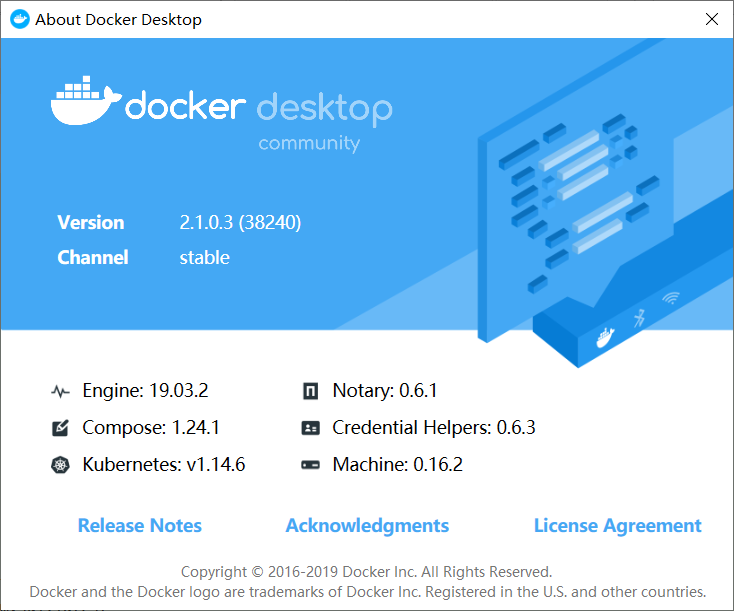 About Docker Desktop
docker desktop
community
Version 2.1.0.3 (38240)
Channel stable
Engine: 19.03.2 Notary: 0.6.1
Compose: 1.24.1 Credential Helpers: 0.6.3
Kubernetes: v1.14.6 Machine: 0.16.2
Release Notes Acknowledgments License Agreement
Copyright © 2016-2019 Docker Inc. All Rights Reserved.
Docker and the Docker logo are trademarks of Docker Inc. Registered in the U.S. and other countries.